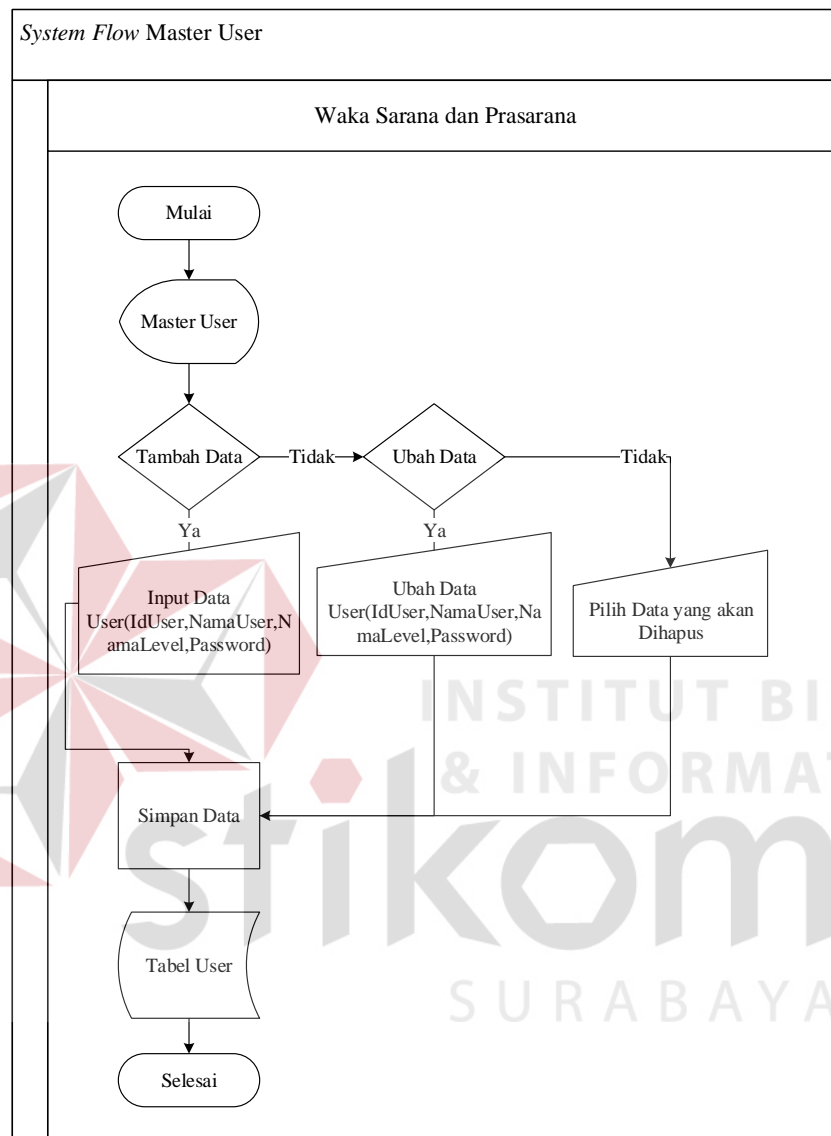 System Flow Master User
Waka Sarana dan Prasarana
Mulai
Master User
Tambah Data
Tidak
Ubah Data
Tidak
Ya
Ya
Input Data
User(IdUser,NamaUser,N
amaLevel,Password)
Ubah Data
User(IdUser,NamaUser,Na
maLevel,Password)
Pilih Data yang akan
Dihapus
INSTITUT BI
& INFORMAT
Simpan Data
stikom
Tabel User
SURABAYA
Selesai